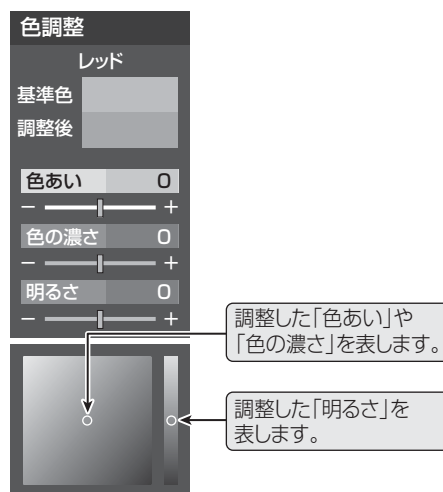 色調整
レッド
基準色
調整後
色あい 0
− +
色の濃さ 0
− +
明るさ 0
− +
調整した「色あい」や
「色の濃さ」を表します。
調整した「明るさ」を
表します。